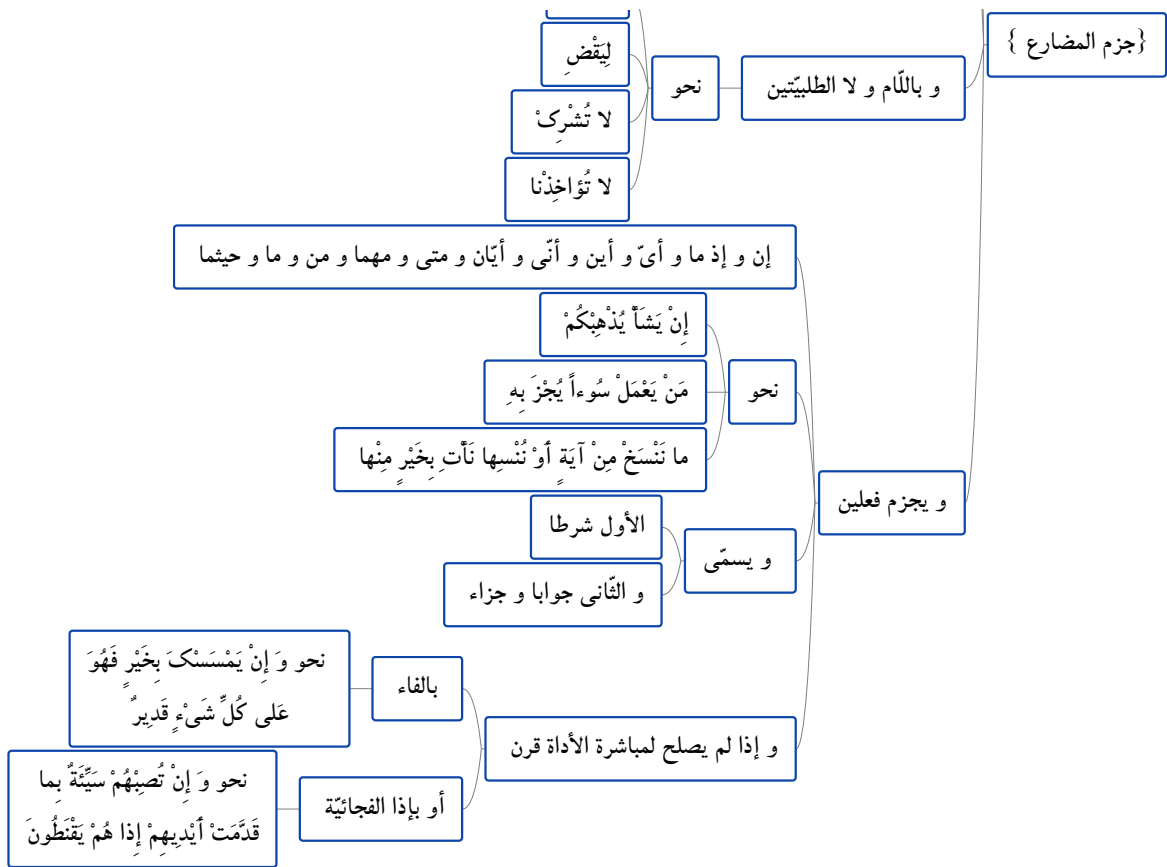 {جزم المضارع }
و باللّام و لا الطلبيّتين
نحو
لِيَقْضِ
لا تُشْرِكْ
لا تُؤاخِذْنا
و يجزم فعلين
إن و إذ ما و أىّ و أين و أنّى و أيّان و متى و مهما و من و ما و حيثما
نحو
إِنْ يَشَأْ يُذْهِبْكُمْ
مَنْ يَعْمَلْ سُوءاً يُجْزَ بِهِ
ما نَنْسَخْ مِنْ آيَةٍ أَوْ نُنْسِها نَأْتِ بِخَيْرٍ مِنْها
و يسمّى
الأول شرطا
و الثّانى جوابا و جزاء
و إذا لم يصلح لمباشرة الأداة قرن
بالفاء
نحو وَ إِنْ يَمْسَسْکَ بِخَيْرٍ فَهُوَ
عَلى كُلِّ شَىْءٍ قَدِيرٌ
أو بإذا الفجائيّة
نحو وَ إِنْ تُصِبْهُمْ سَيِّئَةٌ بِما
قَدَّمَتْ أَيْدِيهِمْ إِذا هُمْ يَقْنَطُونَ